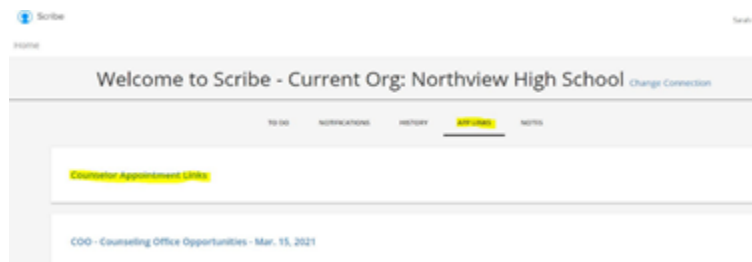 Scribe
Home
Welcome to Scribe - Current Org: Northview High School Change Connection
TO DO NOTIFICATIONS HISTORY APP LINKS NOTES
Counselor Appointment Links
COO - Counseling Office Opportunities - Mar. 15, 2021